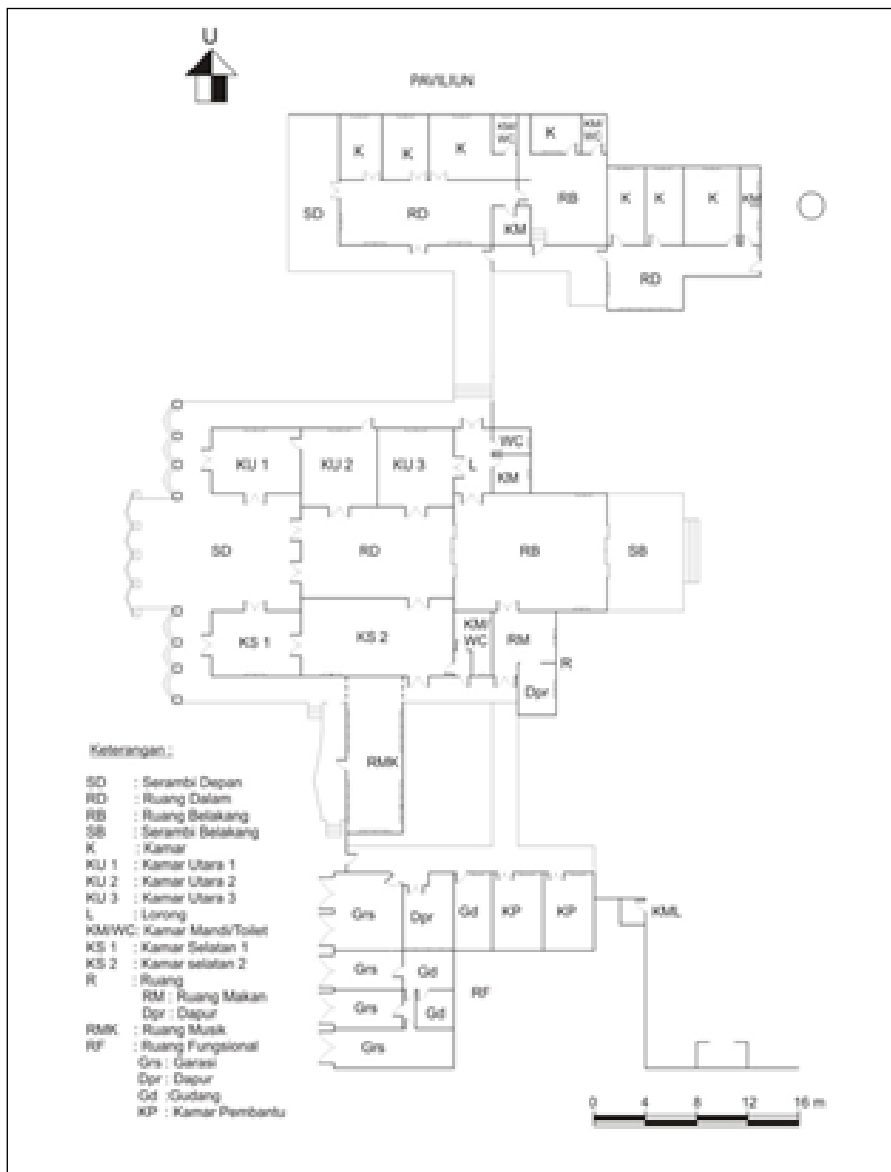 U
PAVILIUN
K
K
K
KM/
WC
K
KM/
WC
SD
RD
KM
RB
K
K
K
KM
RD
KU 1
KU 2
KU 3
L
WC
KM
SD
RD
RB
SB
KS 1
KS 2
KM/
WC
RM
R
Dpr
RMK
Keterangan :
SD : Serambi Depan
RD : Ruang Dalam
RB : Ruang Belakang
SB : Serambi Belakang
K : Kamar
KU 1 : Kamar Utara 1
KU 2 : Kamar Utara 2
KU 3 : Kamar Utara 3
L : Lorong
KM/WC: Kamar Mandi/Toilet
KS 1 : Kamar Selatan 1
KS 2 : Kamar selatan 2
R : Ruang
RM : Ruang Makan
Dpr : Dapur
RMK : Ruang Musik
RF : Ruang Fungsional
Grs : Garasi
Dpr : Dapur
Gd :Gudang
KP : Kamar Pembantu
Grs
Dpr
Gd
KP
KP
KML
Grs
Gd
RF
Grs
Gd
Grs
0 4 8 12 16 m